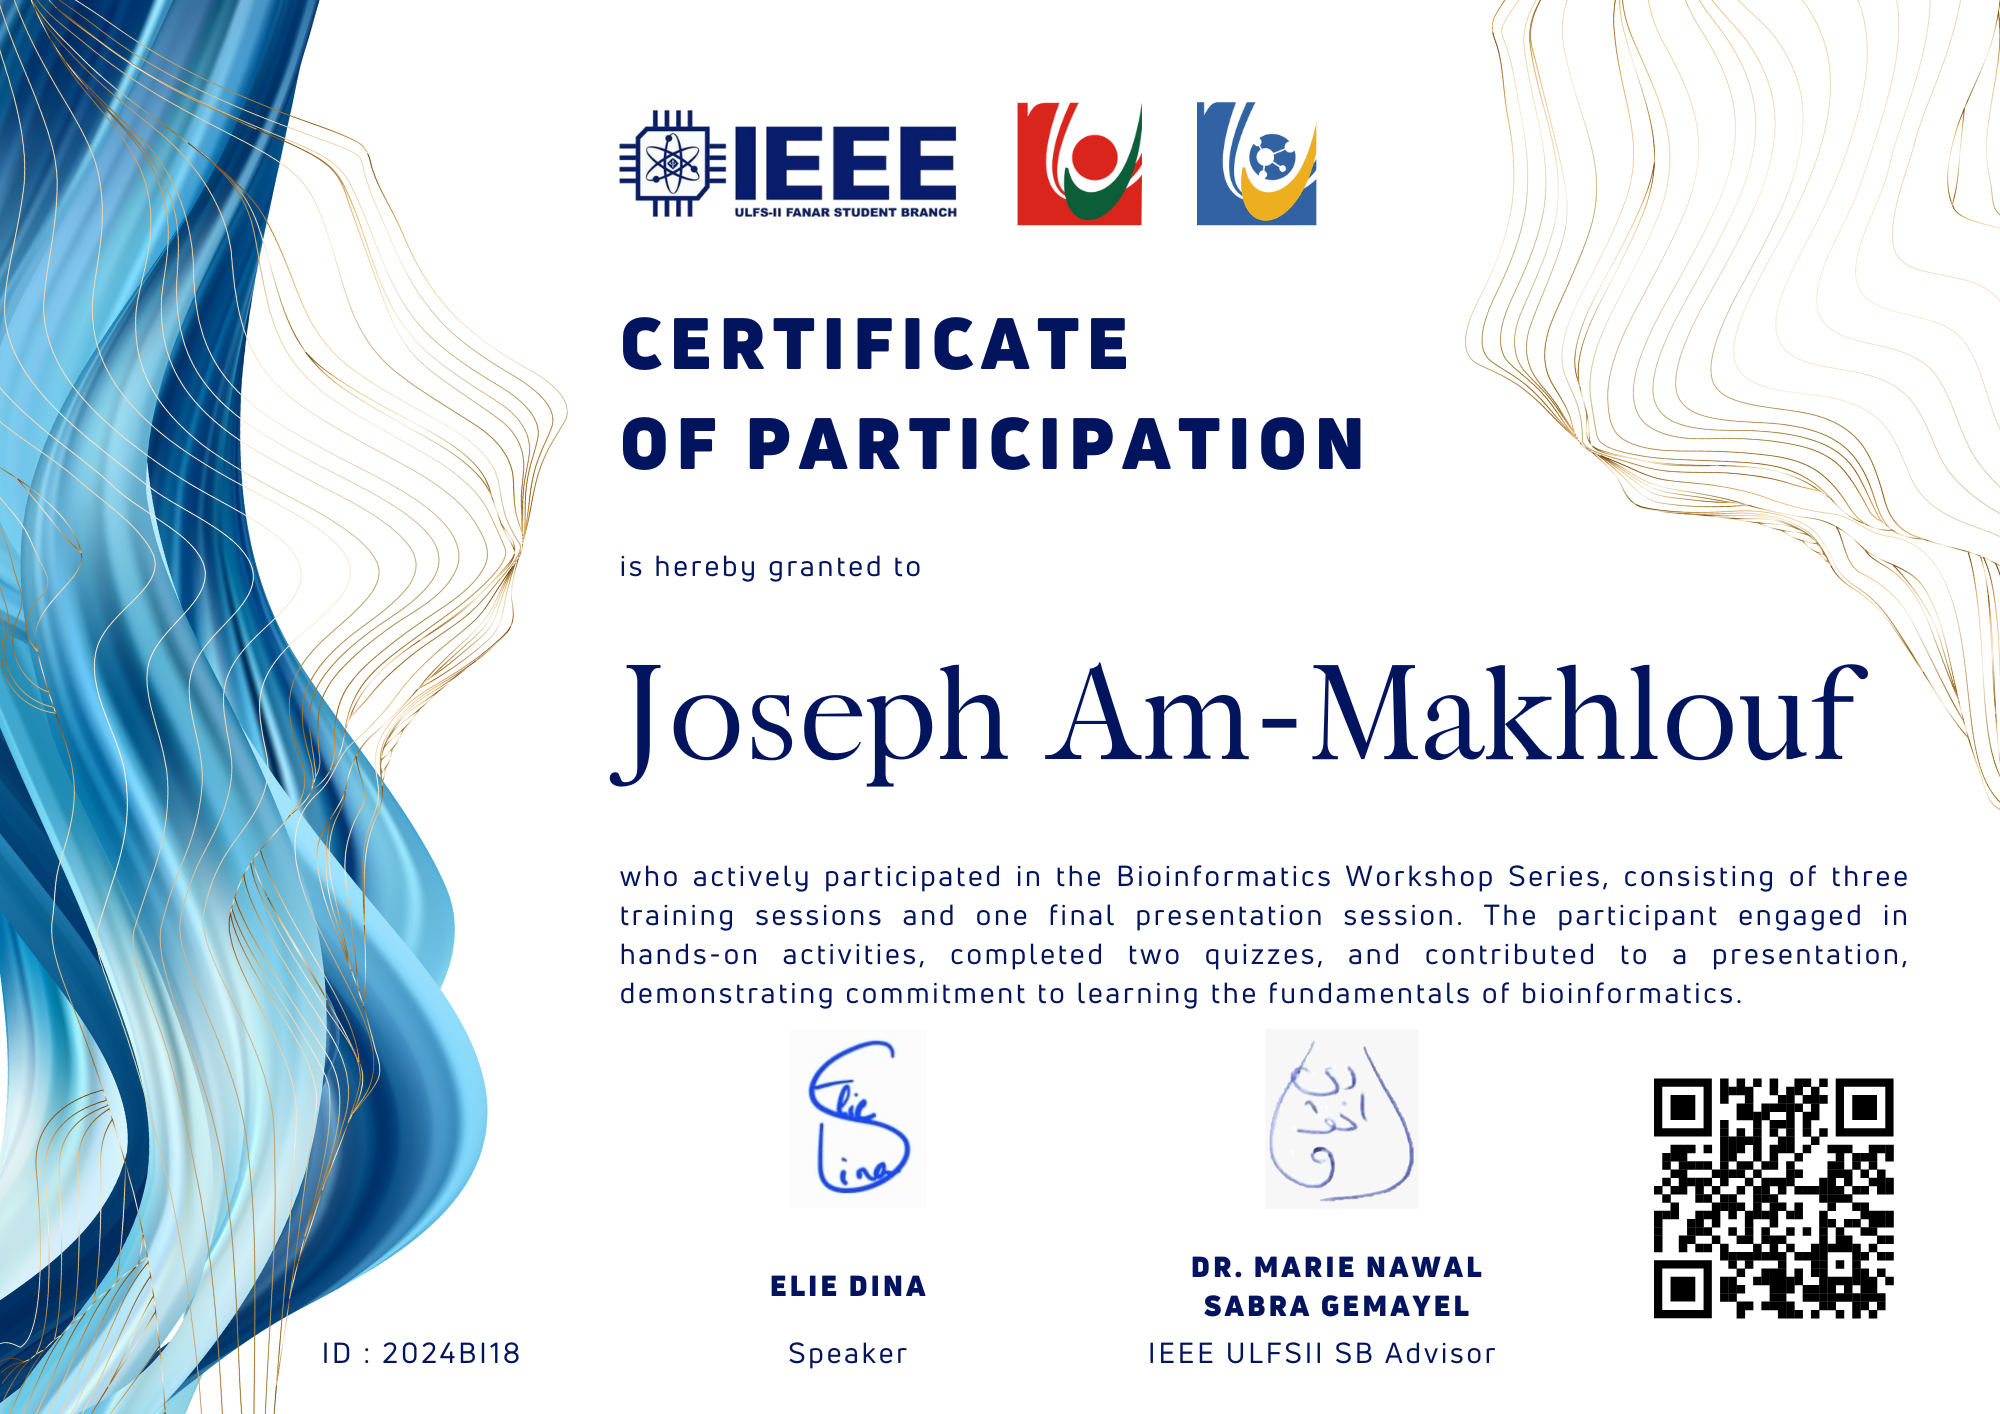 IEEE
ULFS-II FANAR STUDENT BRANCH
CERTIFICATE
OF PARTICIPATION
is hereby granted to
Joseph Am-Makhlouf
who actively participated in the Bioinformatics Workshop Series, consisting of three
training sessions and one final presentation session. The participant engaged in
hands-on activities, completed two quizzes, and contributed to a presentation,
demonstrating commitment to learning the fundamentals of bioinformatics.
Elie
Dina
ELIE DINA
Speaker
DR. MARIE NAWAL
SABRA GEMAYEL
IEEE ULFSII SB Advisor
ID : 2024BI18